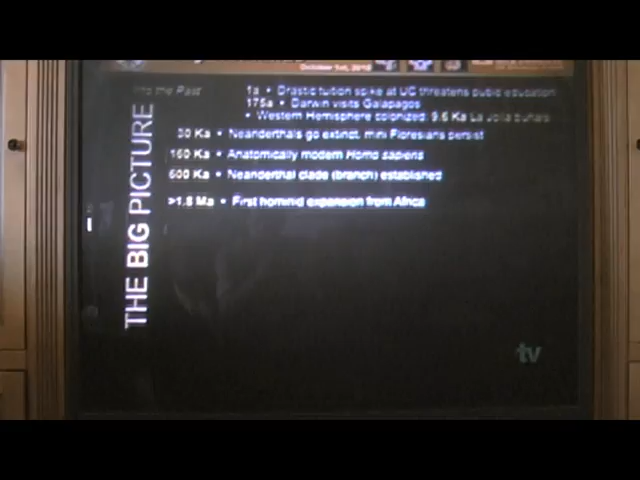 October 1st, 2010
Into the Past
1a • Drastic tuition spike at UC threatens public education
175a • Darwin visits Galapagos
• Western Hemisphere colonized; 9.6 Ka La Jolla burials
30 Ka • Neanderthals go extinct, mini Floresians persist
160 Ka • Anatomically modern Homo sapiens
600 Ka • Neanderthal clade (branch) established
>1.8 Ma • First hominid expansion from Africa
THE BIG PICTURE
tv